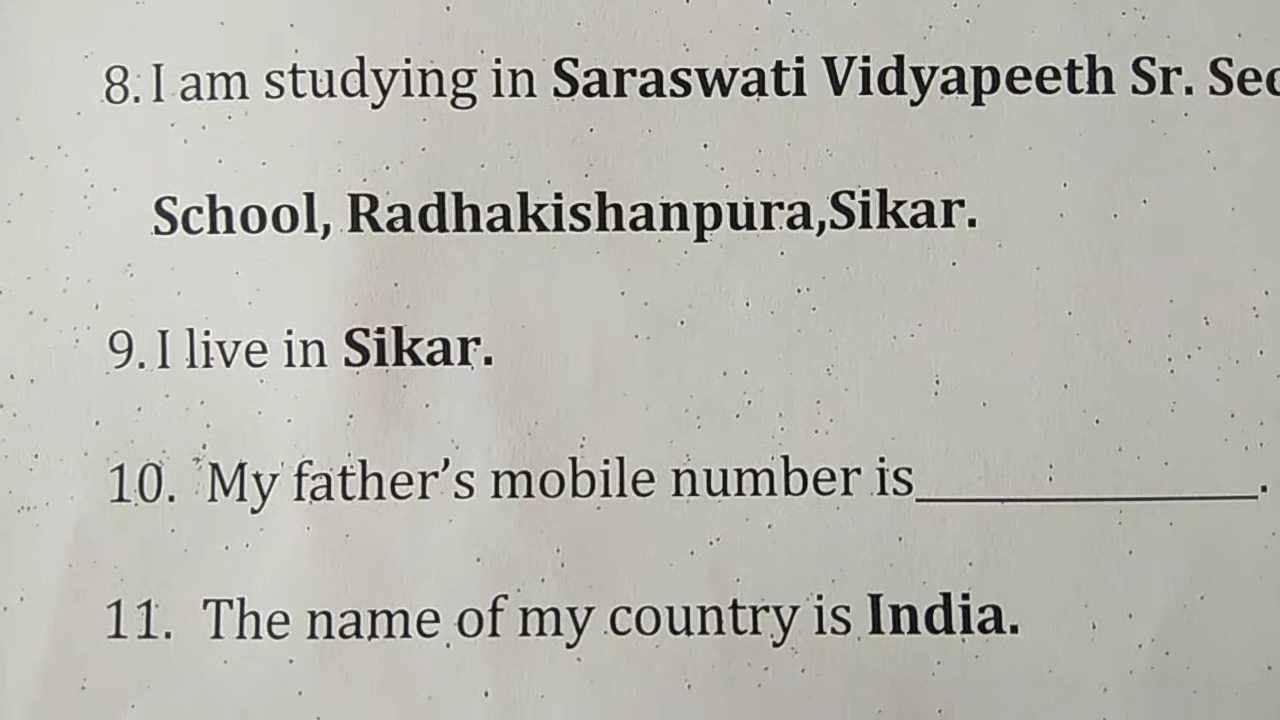 8. I am studying in Saraswati Vidyapeeth Sr. Sec
School, Radhakishanpura,Sikar.
9. I live in Sikar.
10. My father’s mobile number is____________.
11. The name of my country is India.